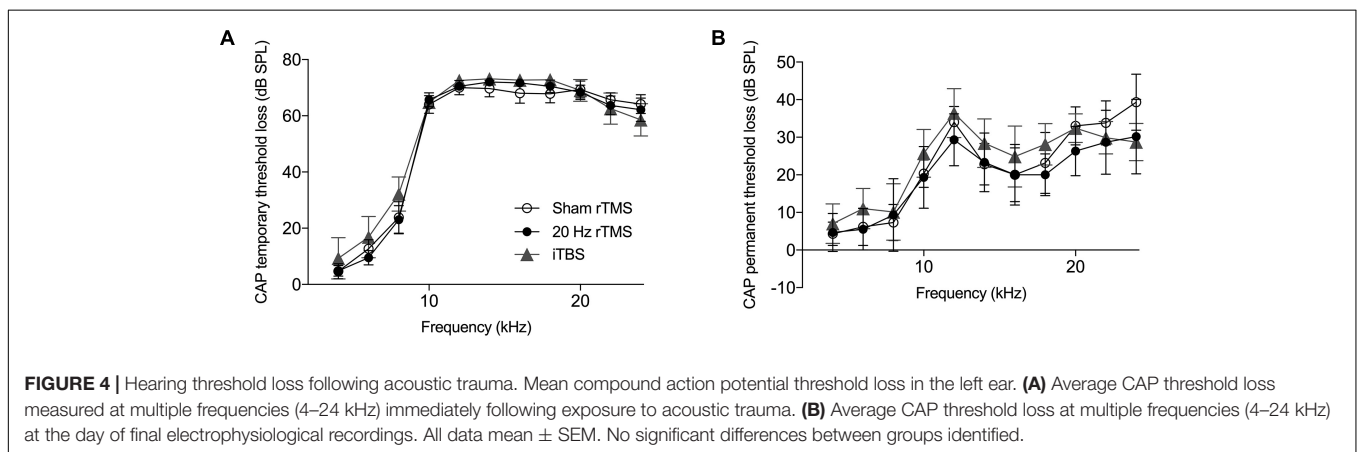 A
CAP temporary threshold loss (dB SPL)
80
60
40
20
0
10
20
Frequency (kHz)
Sham rTMS
20 Hz rTMS
iTBS
B
CAP permanent threshold loss (dB SPL)
50
40
30
20
10
0
-10
10
20
Frequency (kHz)
FIGURE 4 | Hearing threshold loss following acoustic trauma. Mean compound action potential threshold loss in the left ear. (A) Average CAP threshold loss
measured at multiple frequencies (4–24 kHz) immediately following exposure to acoustic trauma. (B) Average CAP threshold loss at multiple frequencies (4–24 kHz)
at the day of final electrophysiological recordings. All data mean ± SEM. No significant differences between groups identified.